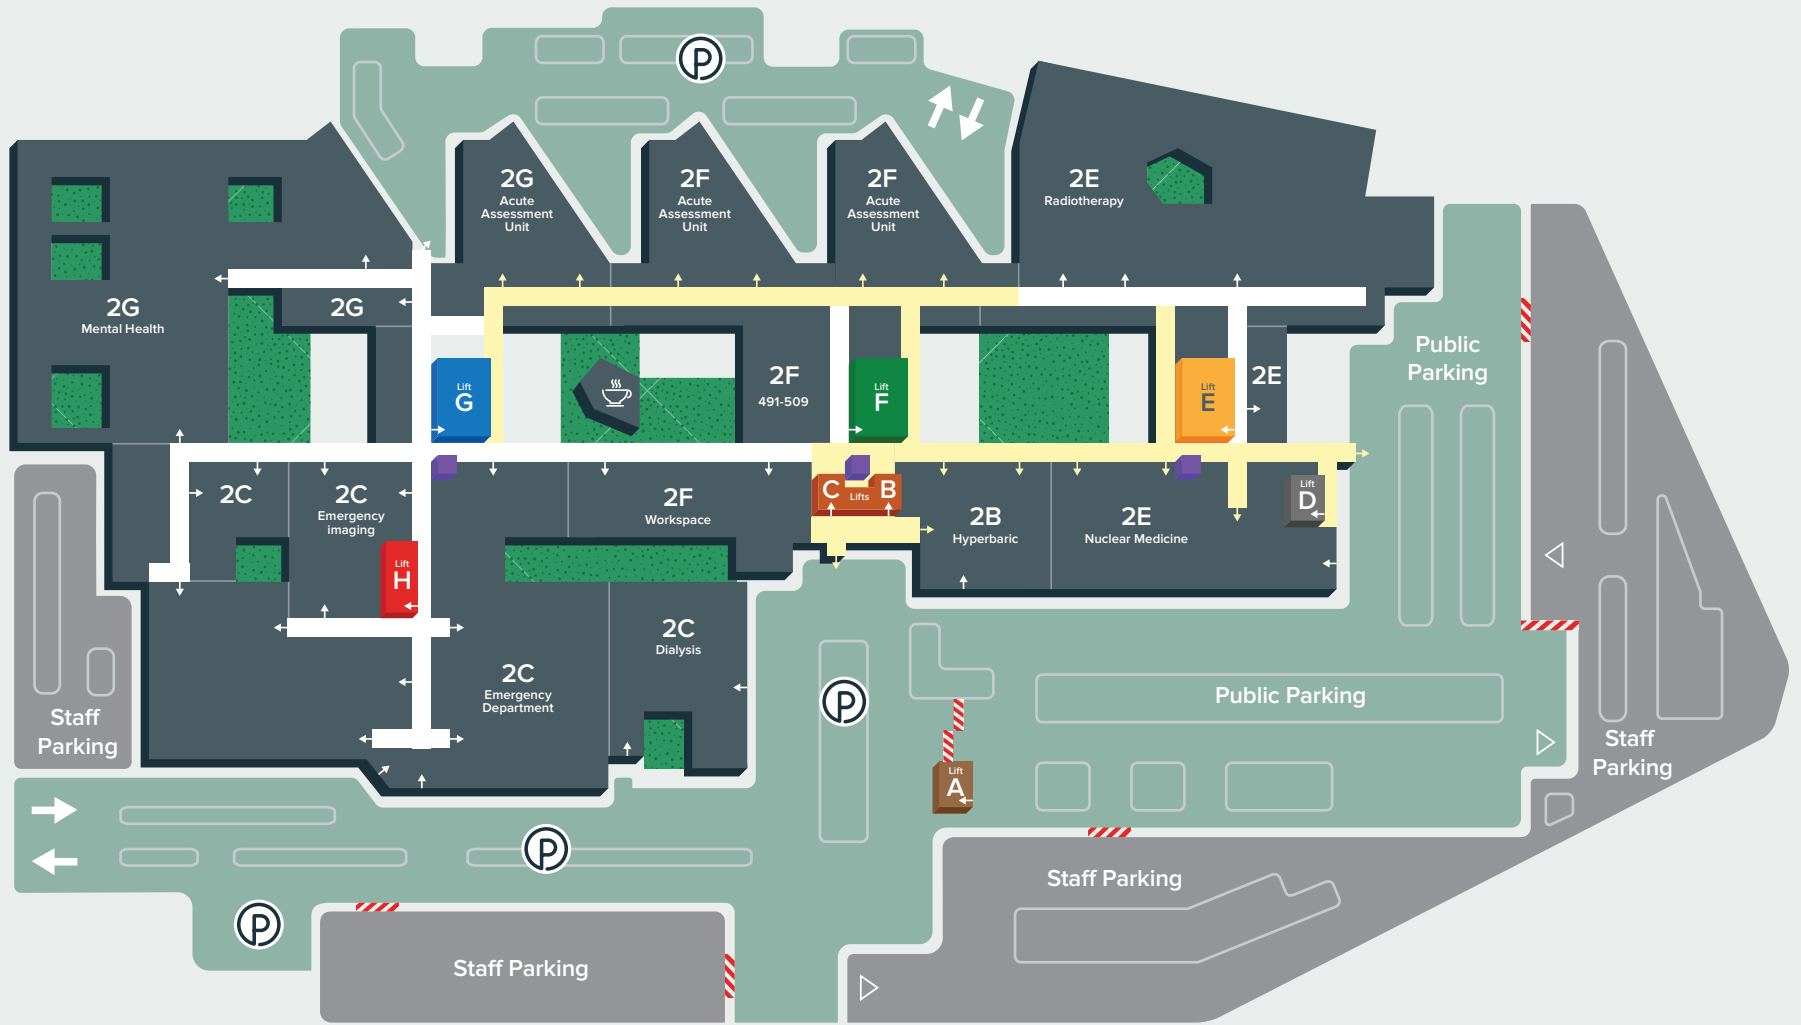 P
2G
Acute
Assessment
Unit
2F
Acute
Assessment
Unit
2F
Acute
Assessment
Unit
2E
Radiotherapy
2G
Mental Health
2G
Lift
G
2F
491-509
Lift
F
Lift
E
2E
Public
Parking
2C
2C
Emergency
imaging
2F
Workspace
C
Lifts
B
2B
Hyperbaric
2E
Nuclear Medicine
Lift
D
Lift
H
2C
Dialysis
2C
Emergency
Department
P
Public Parking
Staff
Parking
Staff
Parking
Lift
A
P
Staff Parking
P
Staff Parking